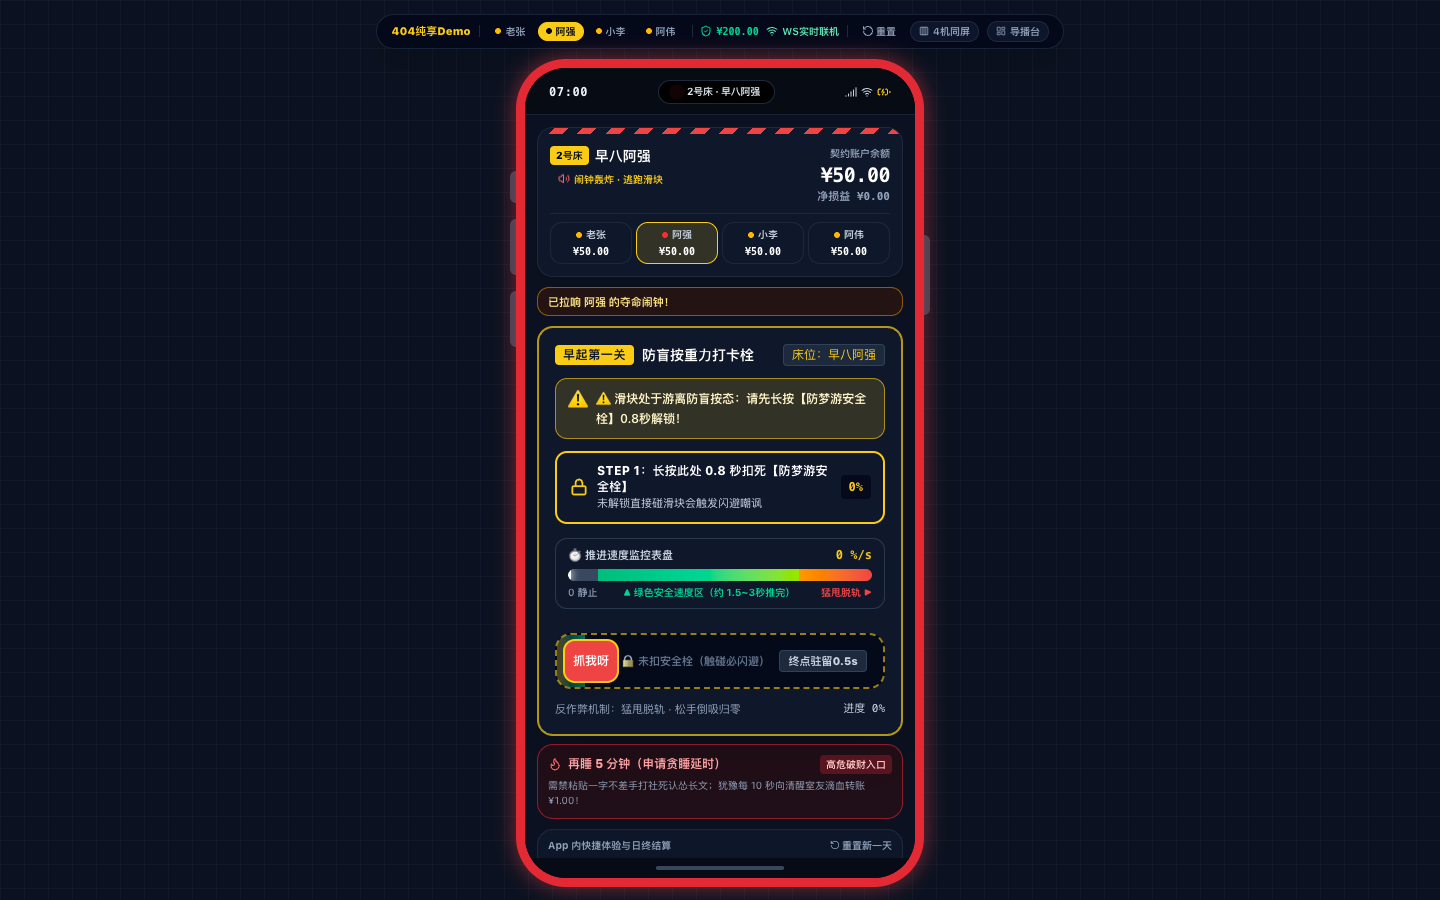 404纯享Demo 老张 阿强 小李 阿伟 ¥200.00 WS实时联机 重置 4机同屏 导播台
07:00 2号床 · 早八阿强
2号床 早八阿强 契约账户余额
闹钟轰炸 · 逃跑滑块 ¥50.00
净损益 ¥0.00
老张 阿强 小李 阿伟
¥50.00 ¥50.00 ¥50.00 ¥50.00
已拉响 阿强 的夺命闹钟！
早起第一关 防盲按重力打卡栓 床位：早八阿强
⚠️ ⚠️ 滑块处于游离防盲按态：请先长按【防梦游安全
栓】0.8秒解锁！
STEP 1：长按此处 0.8 秒扣死【防梦游安
全栓】
未解锁直接碰滑块会触发闪避嘲讽
0%
⏱️ 推进速度监控表盘 0 %/s
0 静止 ▲ 绿色安全速度区（约 1.5~3秒推完） 猛甩脱轨 ▶
抓我呀 🔒 未扣安全栓（触碰必闪避） 终点驻留0.5s
反作弊机制：猛甩脱轨 · 松手倒吸归零 进度 0%
再睡 5 分钟（申请贪睡延时） 高危破财入口
需禁粘贴一字不差手打社死认怂长文；犹豫每 10 秒向清醒室友滴血转账
¥1.00！
App 内快捷体验与日终结算 重置新一天